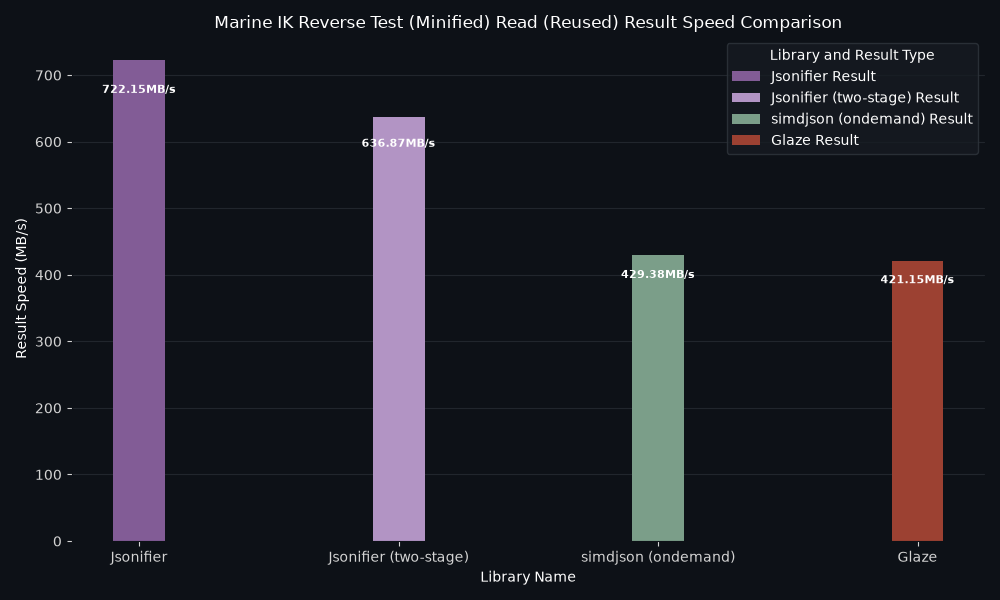 Marine IK Reverse Test (Minified) Read (Reused) Result Speed Comparison
Library and Result Type
Jsonifier Result
Jsonifier (two-stage) Result
simdjson (ondemand) Result
Glaze Result
Result Speed (MB/s)
700
600
500
400
300
200
100
0
722.15MB/s
636.87MB/s
429.38MB/s
421.15MB/s
Jsonifier
Jsonifier (two-stage)
simdjson (ondemand)
Glaze
Library Name